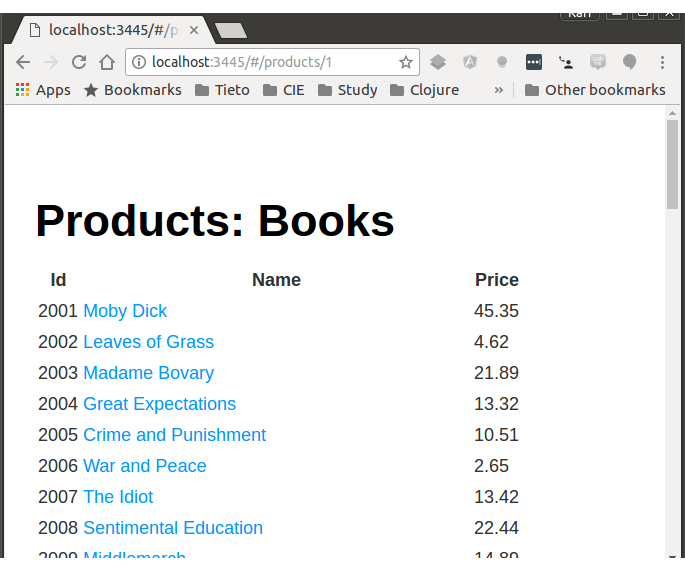 Kari
localhost:3445/#/p
localhost:3445/#/products/1
Apps Bookmarks Tieto CIE Study Clojure » Other bookmarks
Products: Books
Id Name Price
2001 Moby Dick 45.35
2002 Leaves of Grass 4.62
2003 Madame Bovary 21.89
2004 Great Expectations 13.32
2005 Crime and Punishment 10.51
2006 War and Peace 2.65
2007 The Idiot 13.42
2008 Sentimental Education 22.44
2009 Middlemarch 14.89